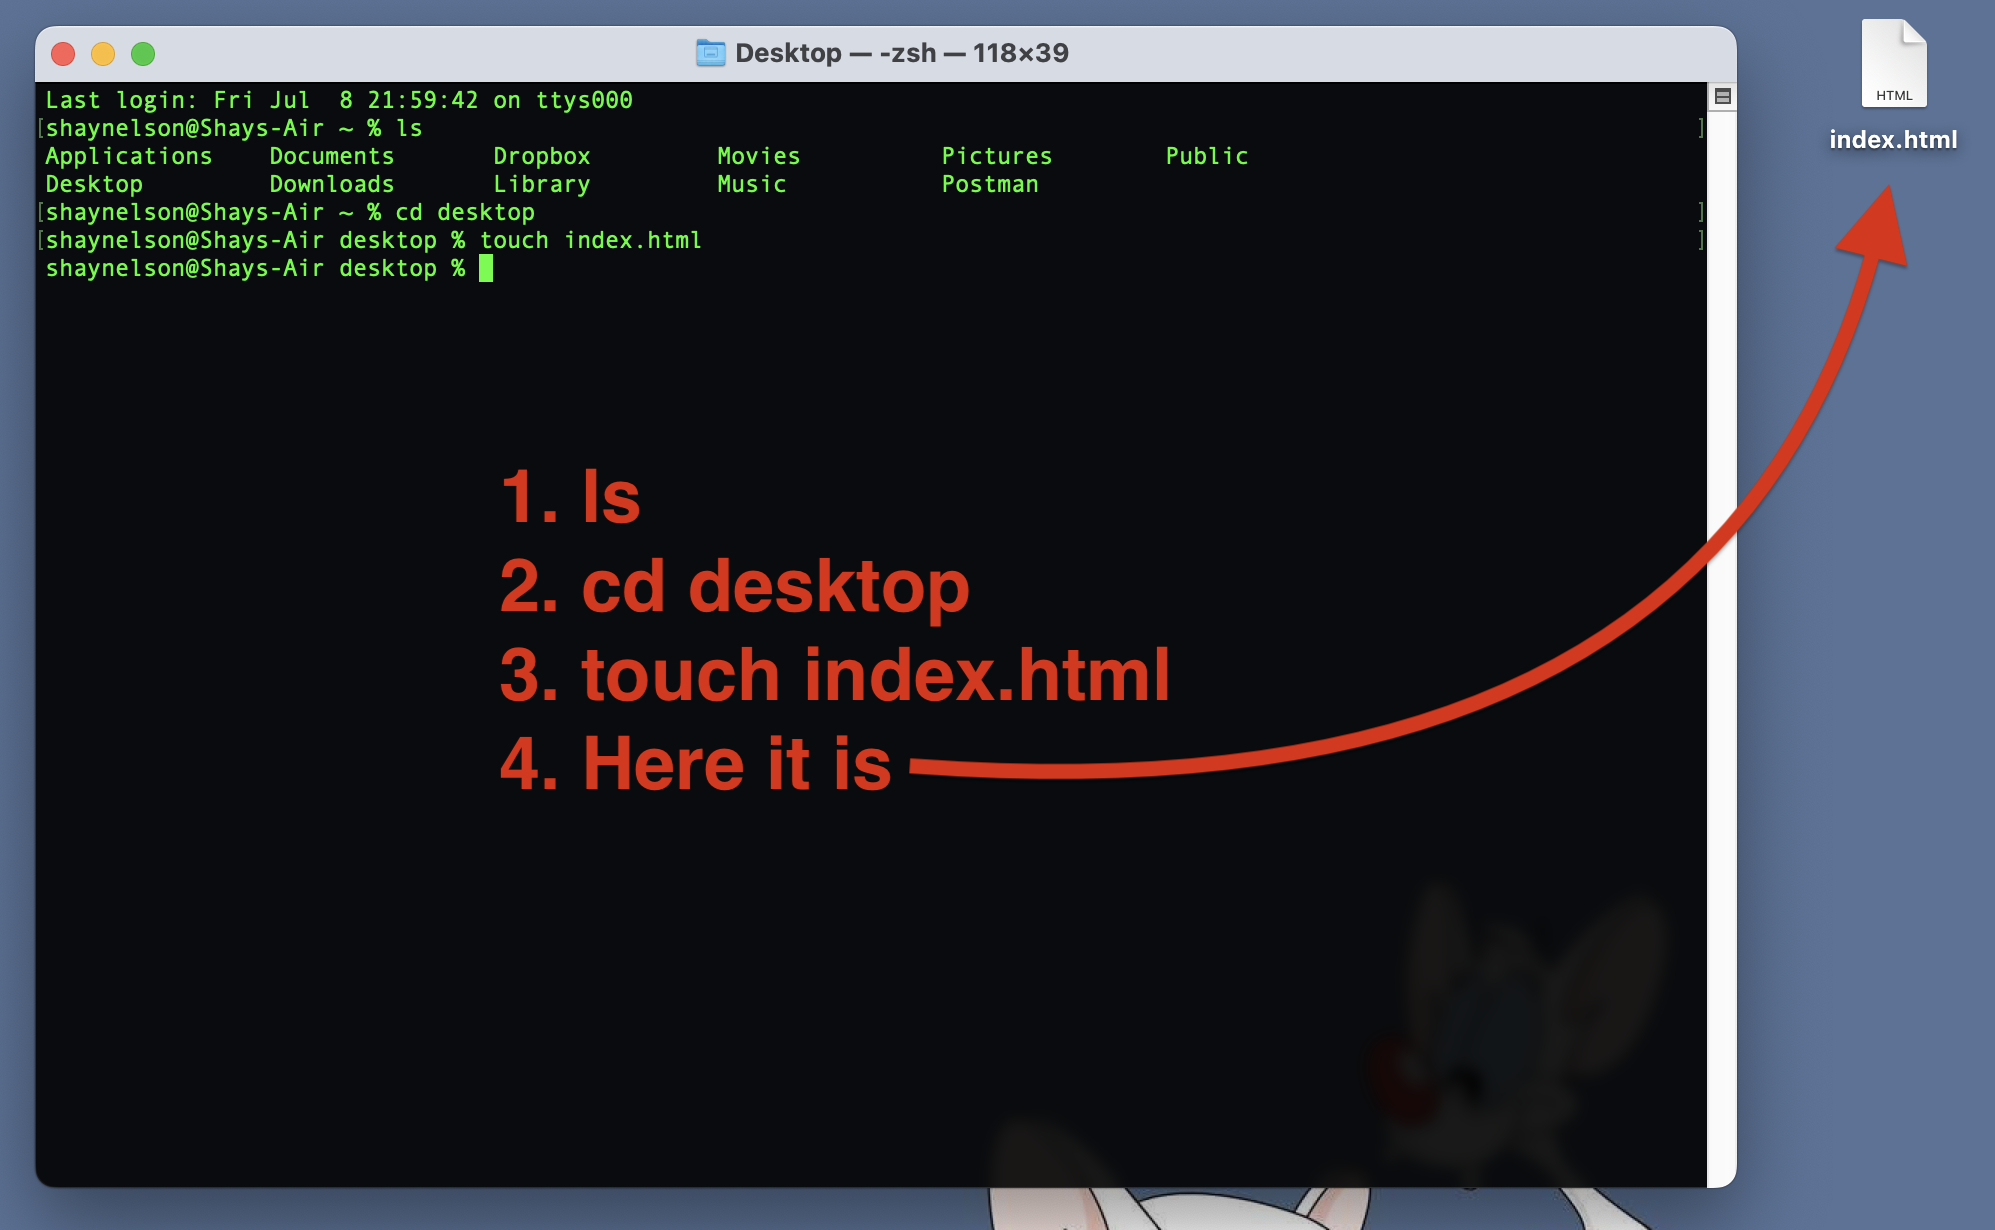 Desktop — -zsh — 118×39
Last login: Fri Jul  8 21:59:42 on ttys000
[shaynelson@Shays-Air ~ % ls ]
Applications    Documents       Dropbox         Movies          Pictures        Public
Desktop         Downloads       Library         Music           Postman
[shaynelson@Shays-Air ~ % cd desktop ]
[shaynelson@Shays-Air desktop % touch index.html ]
shaynelson@Shays-Air desktop %
1. ls
2. cd desktop
3. touch index.html
4. Here it is
HTML
index.html